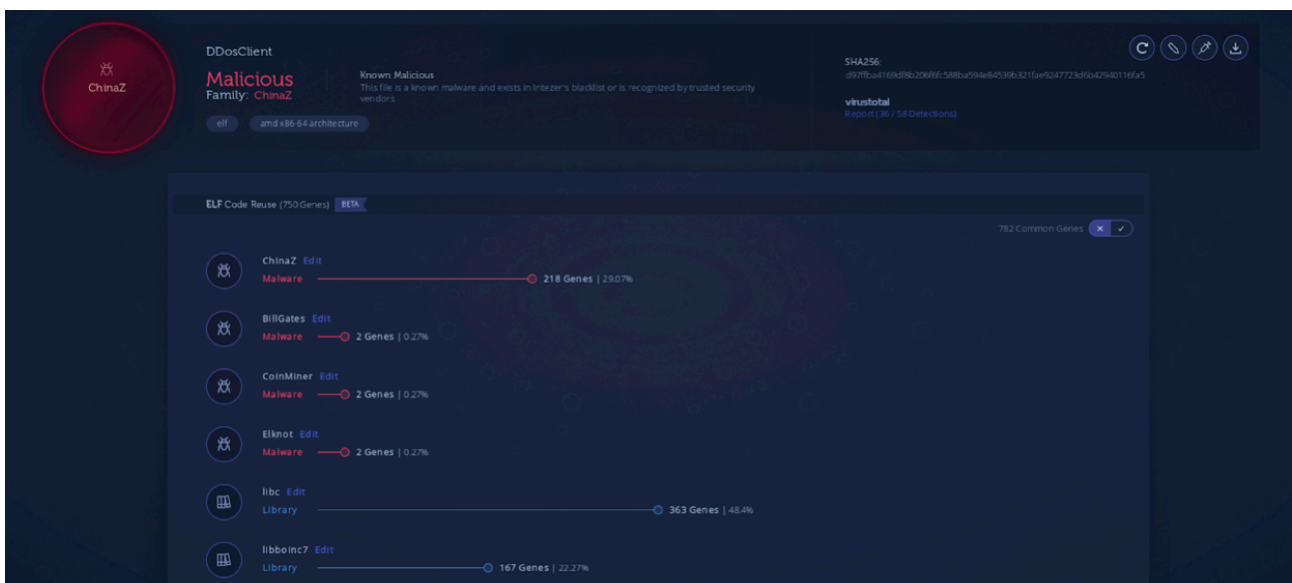 ChinaZ
DDosClient
Malicious
Family: ChinaZ
elf
amd x86-64 architecture
Known Malicious
This file is a known malware and exists in Intezer's blacklist or is recognized by trusted security
vendors
SHA256:
d97ffba4169df8b206f6fc588ba594e84539b321fae9247723d6b42940116fa5
virustotal
Report (36 / 58 Detections)
ELF Code Reuse (750 Genes) BETA
782 Common Genes
ChinaZ Edit
Malware 218 Genes | 29.07%
BillGates Edit
Malware 2 Genes | 0.27%
CoinMiner Edit
Malware 2 Genes | 0.27%
Elknot Edit
Malware 2 Genes | 0.27%
libc Edit
Library 363 Genes | 48.4%
libboinc7 Edit
Library 167 Genes | 22.27%